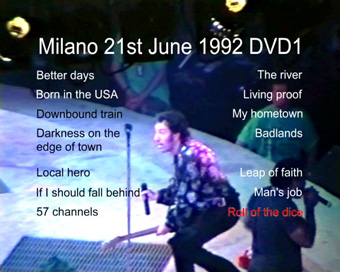 Milano 21st June 1992 DVD1
Better days
Born in the USA
Downbound train
Darkness on the
edge of town
Local hero
If I should fall behind
57 channels
The river
Living proof
My hometown
Badlands
Leap of faith
Man's job
Roll of the dice